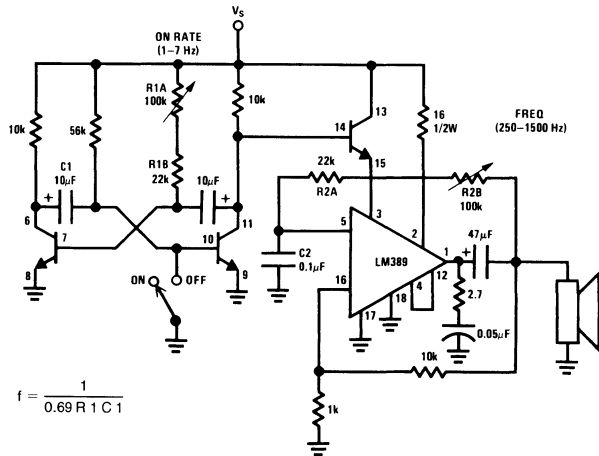 VS
ON RATE
(1–7 Hz)
R1A
100k
10k
56k
10k
13
14
15
16
1/2W
FREQ
(250–1500 Hz)
C1
10μF
R1B
22k
10μF
22k
R2A
R2B
100k
+
+
6
7
8
11
10
9
ON
OFF
5
3
2
C2
0.1μF
LM389
1
12
4
16
18
17
+
47μF
2.7
0.05μF
10k
1k
f = 1 / 0.69 R 1 C 1